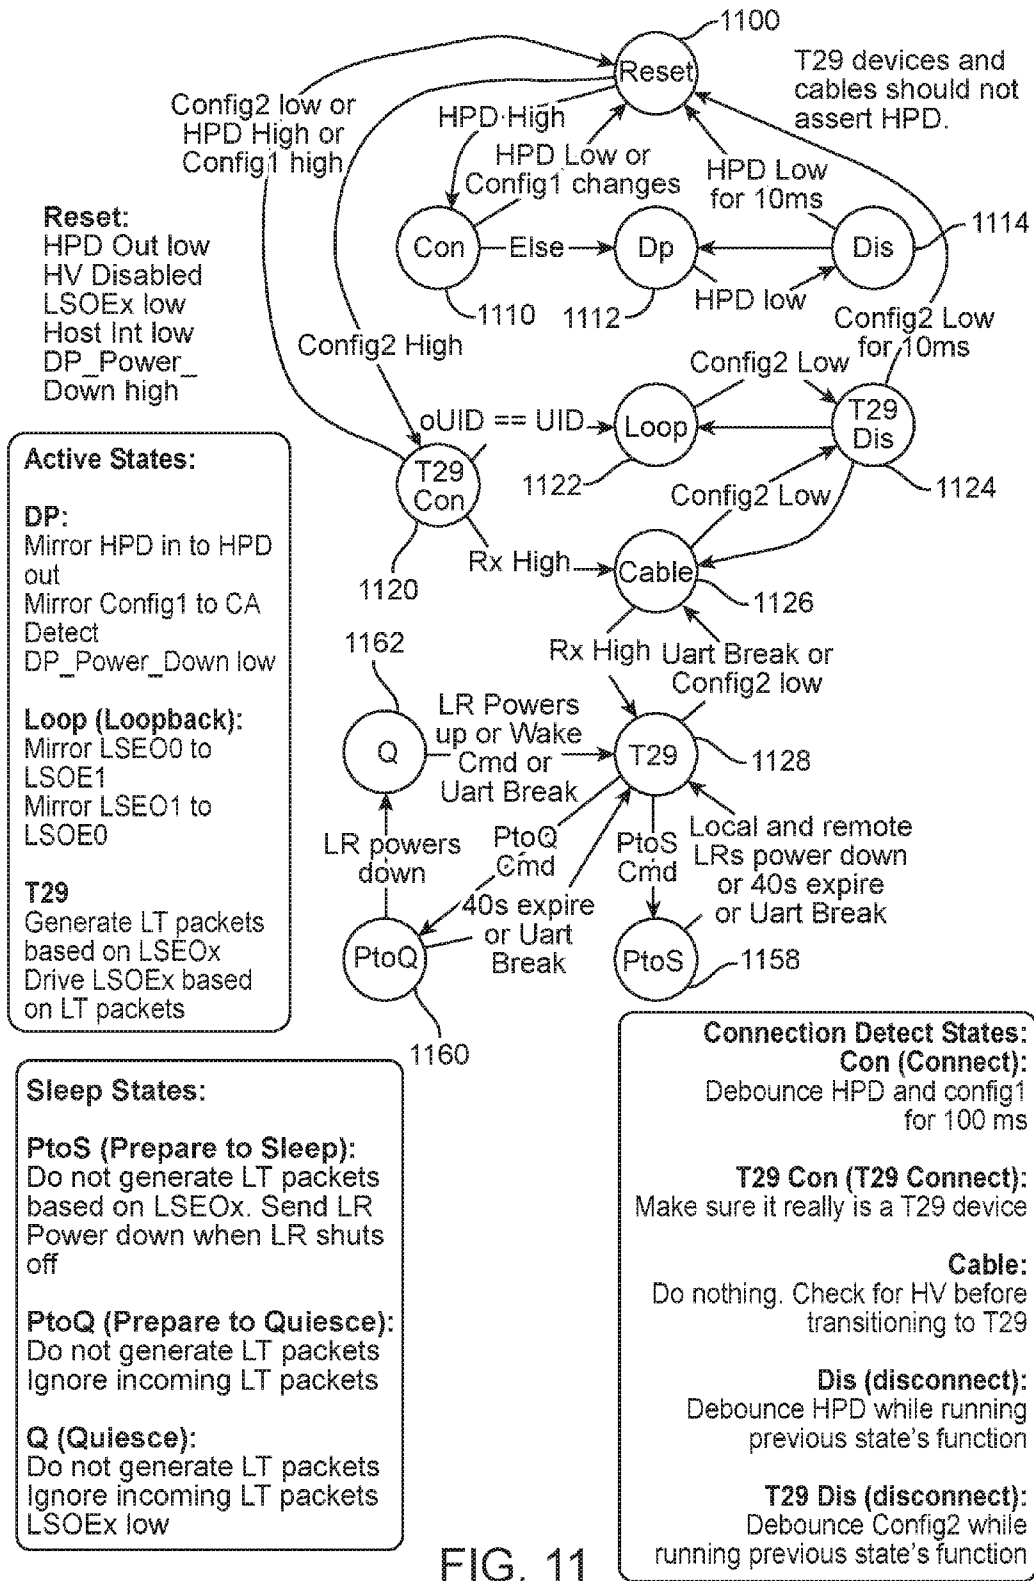 1100
Reset
T29 devices and
cables should not
assert HPD.
Config2 low or
HPD High or
Config1 high
HPD High
HPD Low or
Config1 changes
HPD Low
for 10ms
Reset:
HPD Out low
HV Disabled
LSOEx low
Host Int low
DP_Power_
Down high
Con
Else
Dp
Dis
1114
HPD low
1110
1112
Config2 High
Config2 Low
for 10ms
Config2 Low
oUID == UID
Loop
T29
Dis
T29
Con
1122
1124
Config2 Low
Rx High
Cable
1120
1126
1162
Rx High
Uart Break or
Config2 low
LR Powers
up or Wake
Cmd or
Uart Break
Q
T29
1128
LR powers
down
PtoQ
Cmd
PtoS
Cmd
Local and remote
LRs power down
or 40s expire
or Uart Break
40s expire
or Uart
Break
PtoQ
PtoS
1158
1160
Active States:
DP:
Mirror HPD in to HPD
out
Mirror Config1 to CA
Detect
DP_Power_Down low
Loop (Loopback):
Mirror LSEO0 to
LSOE1
Mirror LSEO1 to
LSOE0
T29
Generate LT packets
based on LSEOx
Drive LSOEx based
on LT packets
Sleep States:
PtoS (Prepare to Sleep):
Do not generate LT packets
based on LSEOx. Send LR
Power down when LR shuts
off
PtoQ (Prepare to Quiesce):
Do not generate LT packets
Ignore incoming LT packets
Q (Quiesce):
Do not generate LT packets
Ignore incoming LT packets
LSOEx low
Connection Detect States:
Con (Connect):
Debounce HPD and config1
for 100 ms
T29 Con (T29 Connect):
Make sure it really is a T29 device
Cable:
Do nothing. Check for HV before
transitioning to T29
Dis (disconnect):
Debounce HPD while running
previous state's function
T29 Dis (disconnect):
Debounce Config2 while
running previous state's function
FIG. 11